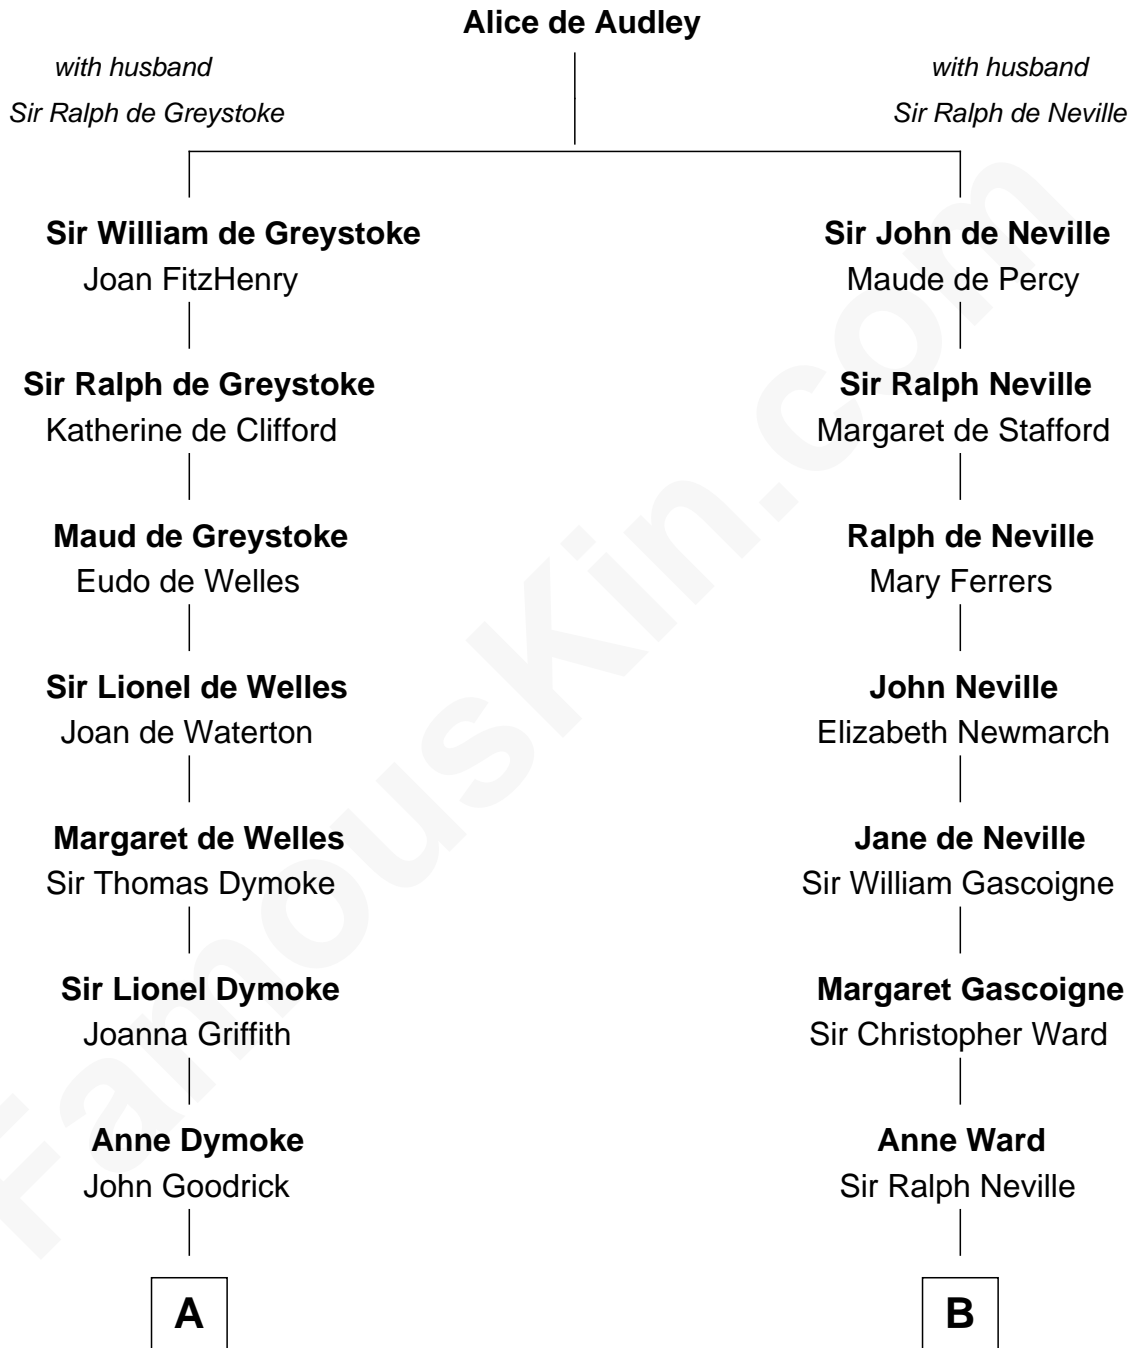 Alice de Audley
with husband
Sir Ralph de Greystoke
with husband
Sir Ralph de Neville
Sir William de Greystoke
Joan FitzHenry
Sir Ralph de Greystoke
Katherine de Clifford
Maud de Greystoke
Eudo de Welles
Sir Lionel de Welles
Joan de Waterton
Margaret de Welles
Sir Thomas Dymoke
Sir Lionel Dymoke
Joanna Griffith
Anne Dymoke
John Goodrick
A
Sir John de Neville
Maude de Percy
Sir Ralph Neville
Margaret de Stafford
Ralph de Neville
Mary Ferrers
John Neville
Elizabeth Newmarch
Jane de Neville
Sir William Gascoigne
Margaret Gascoigne
Sir Christopher Ward
Anne Ward
Sir Ralph Neville
B
FamousKin.com